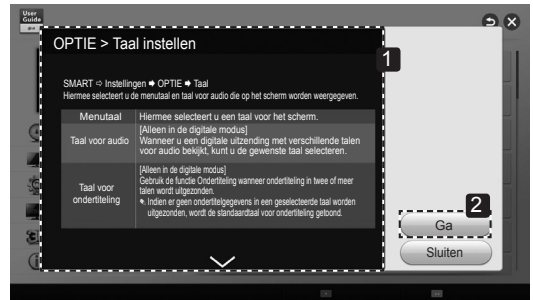 User
Guide
OPTIE > Taal instellen
1
SMART ⇨ Instellingen ➡ OPTIE ➡ Taal
Hiermee selecteert u de menutaal en taal voor audio die op het scherm worden weergegeven.
Menutaal Hiermee selecteert u een taal voor het scherm.
Taal voor audio
[Alleen in de digitale modus]
Wanneer u een digitale uitzending met verschillende talen
voor audio bekijkt, kunt u de gewenste taal selecteren.
Taal voor
ondertiteling
[Alleen in de digitale modus]
Gebruik de functie Ondertiteling wanneer ondertiteling in twee of meer
talen wordt uitgezonden.
Indien er geen ondertitelgegevens in een geselecteerde taal worden
uitgezonden, wordt de standaardtaal voor ondertiteling getoond.
2
Ga
Sluiten